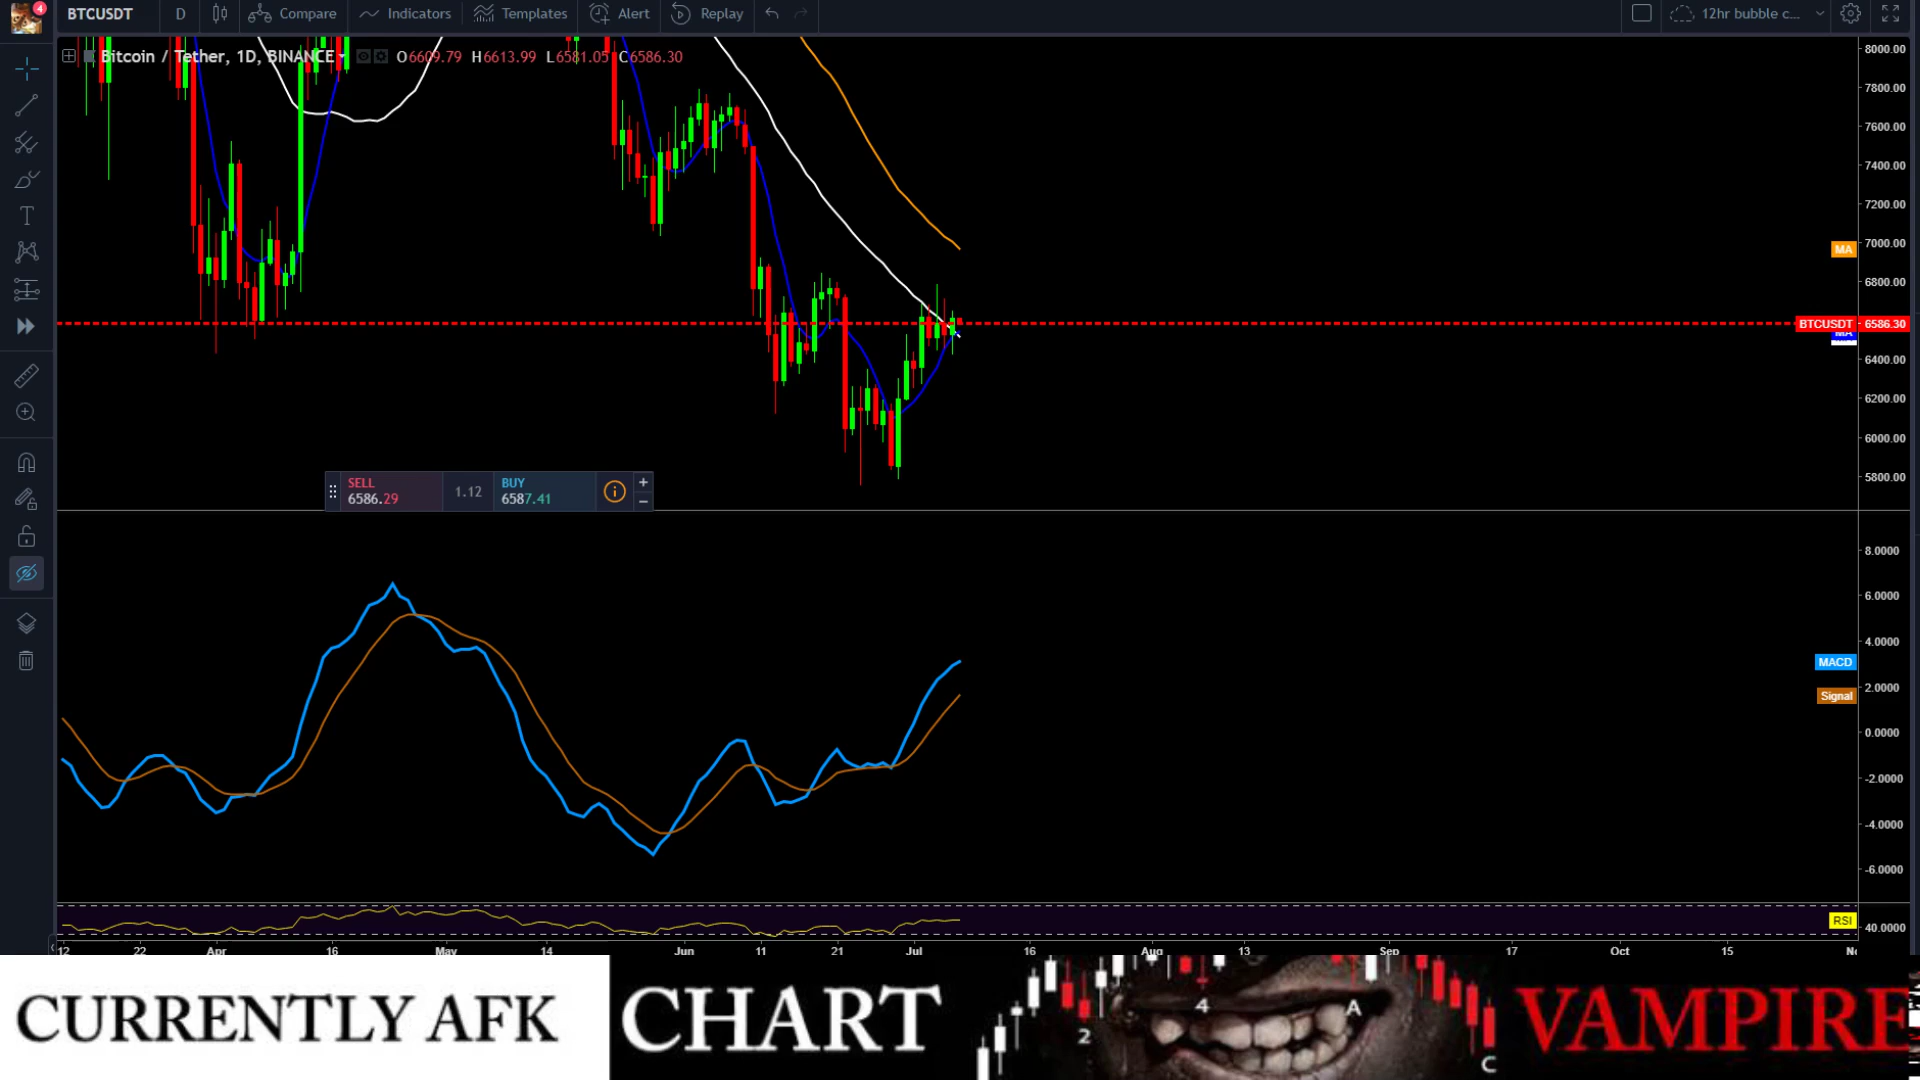 4
BTCUSDT D Compare Indicators Templates Alert Replay 12hr bubble c...
Bitcoin / Tether, 1D, BINANCE O6609.79 H6613.99 L6581.05 C6586.30
8000.00
7800.00
7600.00
7400.00
7200.00
7000.00
MA
6800.00
BTCUSDT 6586.30
MA
6400.00
6200.00
6000.00
5800.00
SELL
6586.29
1.12
BUY
6587.41
8.0000
6.0000
4.0000
MACD
2.0000
Signal
0.0000
-2.0000
-4.0000
-6.0000
RSI
40.0000
12 22 Apr 16 May 14 Jun 11 21 Jul 16 Aug 13 Sep 17 Oct 15
CURRENTLY AFK CHART VAMPIRE
2 4 A C